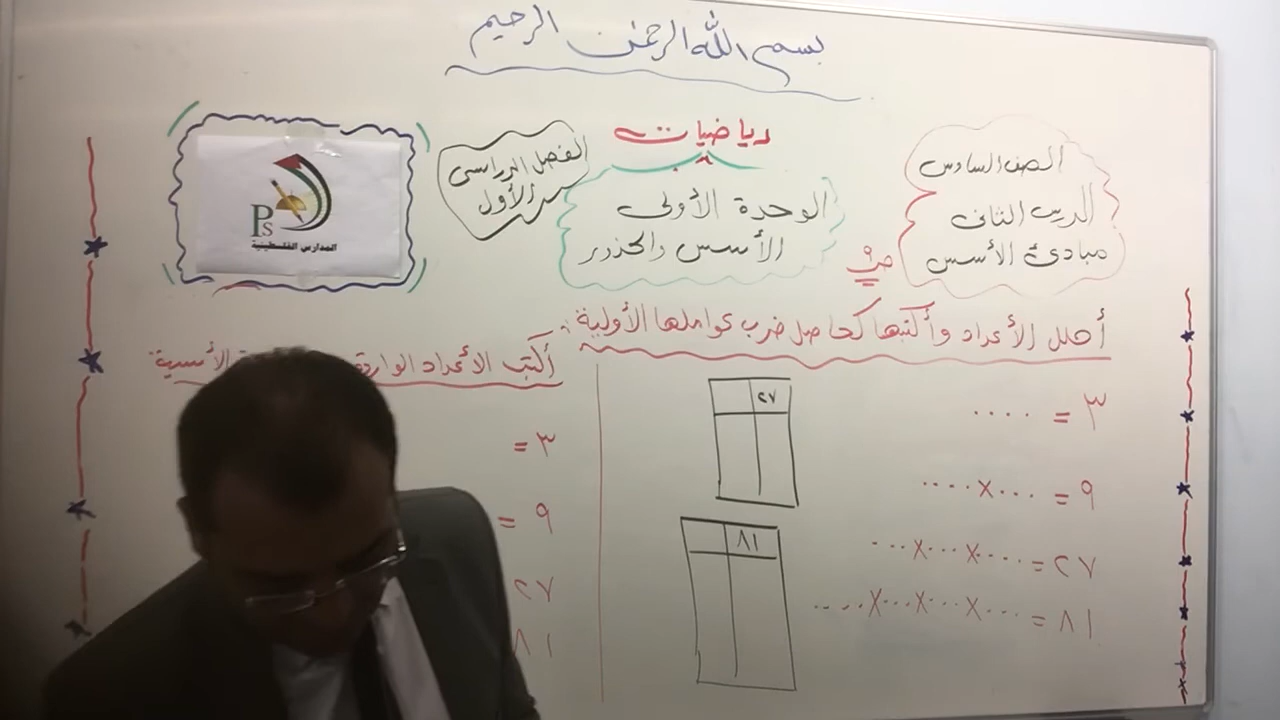 بسم الله الرحمن الرحيم
رياضيات
الصف السادس
الدرس الثاني
مبادئ الأسس
ص٩
الوحدة الأولى
الأسس والجذور
الفصل الدراسي
الأول
Ps
المدارس الفلسطينية
أحلل الأعداد وأكتبها كحاصل ضرب عواملها الأولية:
٣ = ....
٩ = ...×....
٢٧ = ....×...×...
٨١ = ...×...×...×....
٢٧
٨١
أكتب الأعداد الأسية
٣ =
٩ =
٢٧
٨١